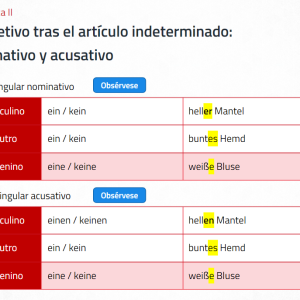 a II
etivo tras el artículo indeterminado:
nativo y acusativo
ngular nominativo Obsérvese
culino ein / kein heller Mantel
utro ein / kein buntes Hemd
enino eine / keine weiße Bluse
ingular acusativo Obsérvese
culino einen / keinen hellen Mantel
utro ein / kein buntes Hemd
enino eine / keine weiße Bluse